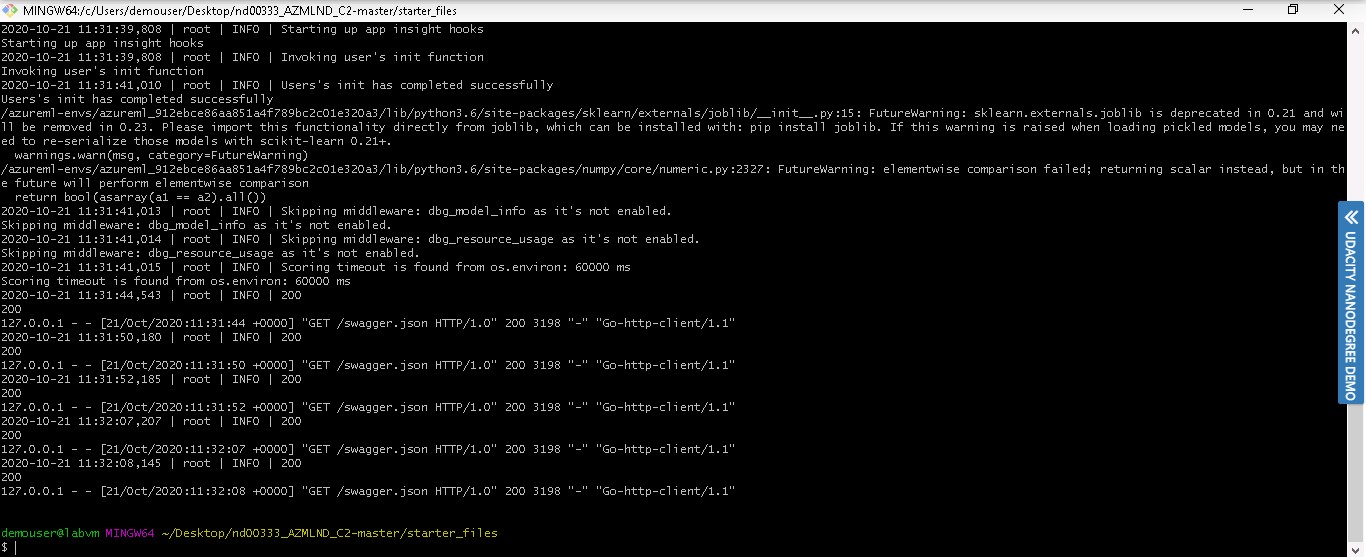 MINGW64:/c/Users/demouser/Desktop/nd00333_AZMLND_C2-master/starter_files
2020-10-21 11:31:39,808 | root | INFO | Starting up app insight hooks
Starting up app insight hooks
2020-10-21 11:31:39,808 | root | INFO | Invoking user's init function
Invoking user's init function
2020-10-21 11:31:41,010 | root | INFO | Users's init has completed successfully
Users's init has completed successfully
/azureml-envs/azureml_912ebce86aa851a4f789bc2c01e320a3/lib/python3.6/site-packages/sklearn/externals/joblib/__init__.py:15: FutureWarning: sklearn.externals.joblib is deprecated in 0.21 and wi
ll be removed in 0.23. Please import this functionality directly from joblib, which can be installed with: pip install joblib. If this warning is raised when loading pickled models, you may ne
ed to re-serialize those models with scikit-learn 0.21+.
  warnings.warn(msg, category=FutureWarning)
/azureml-envs/azureml_912ebce86aa851a4f789bc2c01e320a3/lib/python3.6/site-packages/numpy/core/numeric.py:2327: FutureWarning: elementwise comparison failed; returning scalar instead, but in th
e future will perform elementwise comparison
  return bool(asarray(a1 == a2).all())
2020-10-21 11:31:41,013 | root | INFO | Skipping middleware: dbg_model_info as it's not enabled.
Skipping middleware: dbg_model_info as it's not enabled.
2020-10-21 11:31:41,014 | root | INFO | Skipping middleware: dbg_resource_usage as it's not enabled.
Skipping middleware: dbg_resource_usage as it's not enabled.
2020-10-21 11:31:41,015 | root | INFO | Scoring timeout is found from os.environ: 60000 ms
Scoring timeout is found from os.environ: 60000 ms
2020-10-21 11:31:44,543 | root | INFO | 200
200
127.0.0.1 - - [21/Oct/2020:11:31:44 +0000] "GET /swagger.json HTTP/1.0" 200 3198 "-" "Go-http-client/1.1"
2020-10-21 11:31:50,180 | root | INFO | 200
200
127.0.0.1 - - [21/Oct/2020:11:31:50 +0000] "GET /swagger.json HTTP/1.0" 200 3198 "-" "Go-http-client/1.1"
2020-10-21 11:31:52,185 | root | INFO | 200
200
127.0.0.1 - - [21/Oct/2020:11:31:52 +0000] "GET /swagger.json HTTP/1.0" 200 3198 "-" "Go-http-client/1.1"
2020-10-21 11:32:07,207 | root | INFO | 200
200
127.0.0.1 - - [21/Oct/2020:11:32:07 +0000] "GET /swagger.json HTTP/1.0" 200 3198 "-" "Go-http-client/1.1"
2020-10-21 11:32:08,145 | root | INFO | 200
200
127.0.0.1 - - [21/Oct/2020:11:32:08 +0000] "GET /swagger.json HTTP/1.0" 200 3198 "-" "Go-http-client/1.1"
demouser@labvm MINGW64 ~/Desktop/nd00333_AZMLND_C2-master/starter_files
$
UDACITY NANODEGREE DEMO